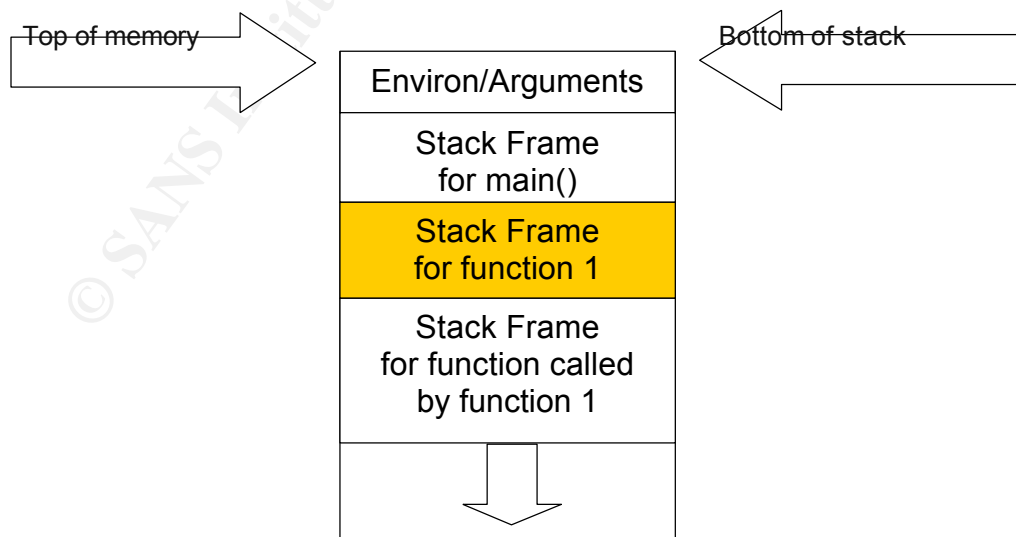 Top of memory
Bottom of stack
Environ/Arguments
Stack Frame
for main()
Stack Frame
for function 1
Stack Frame
for function called
by function 1
© SANS